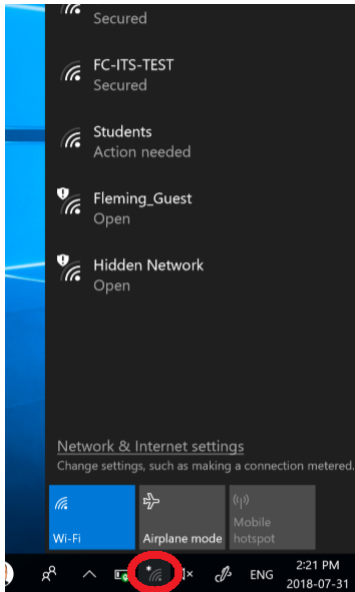 Secured
FC-ITS-TEST
Secured
Students
Action needed
Fleming_Guest
Open
Hidden Network
Open
Network & Internet settings
Change settings, such as making a connection metered.
Wi-Fi
Airplane mode
Mobile
hotspot
ENG
2:21 PM
2018-07-31